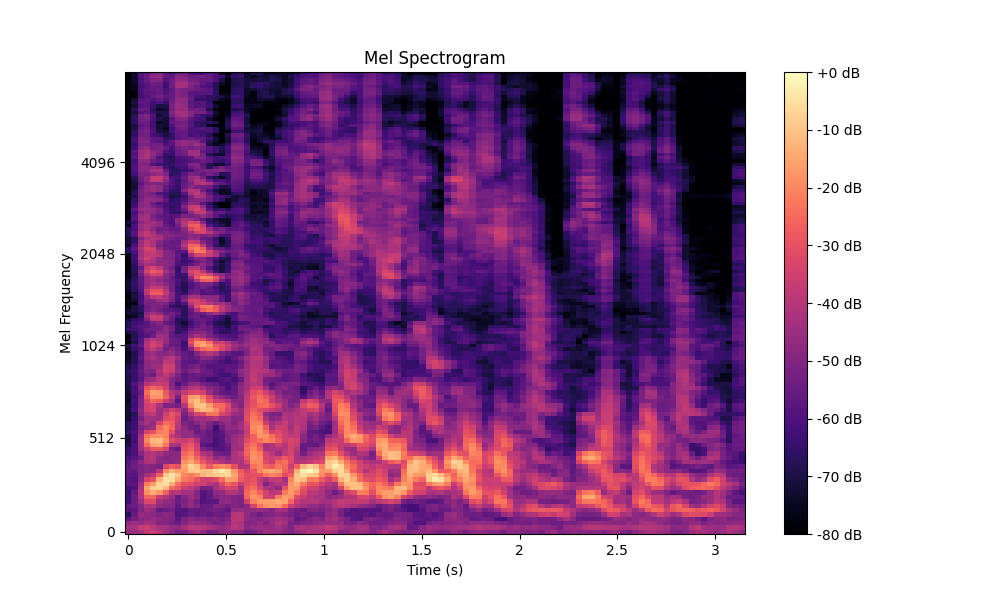 Mel Spectrogram
+0 dB
-10 dB
-20 dB
-30 dB
-40 dB
-50 dB
-60 dB
-70 dB
-80 dB
4096
2048
1024
512
0
Mel Frequency
0 0.5 1 1.5 2 2.5 3
Time (s)